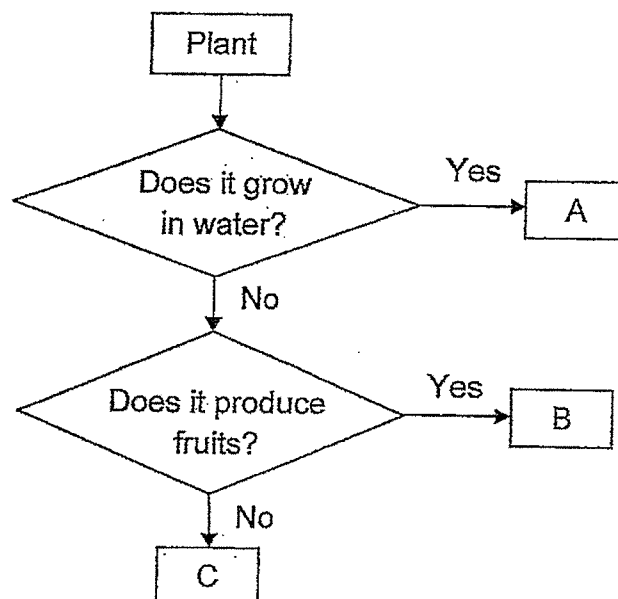 Plant
Does it grow
in water?
Yes
A
No
Does it produce
fruits?
Yes
B
No
C